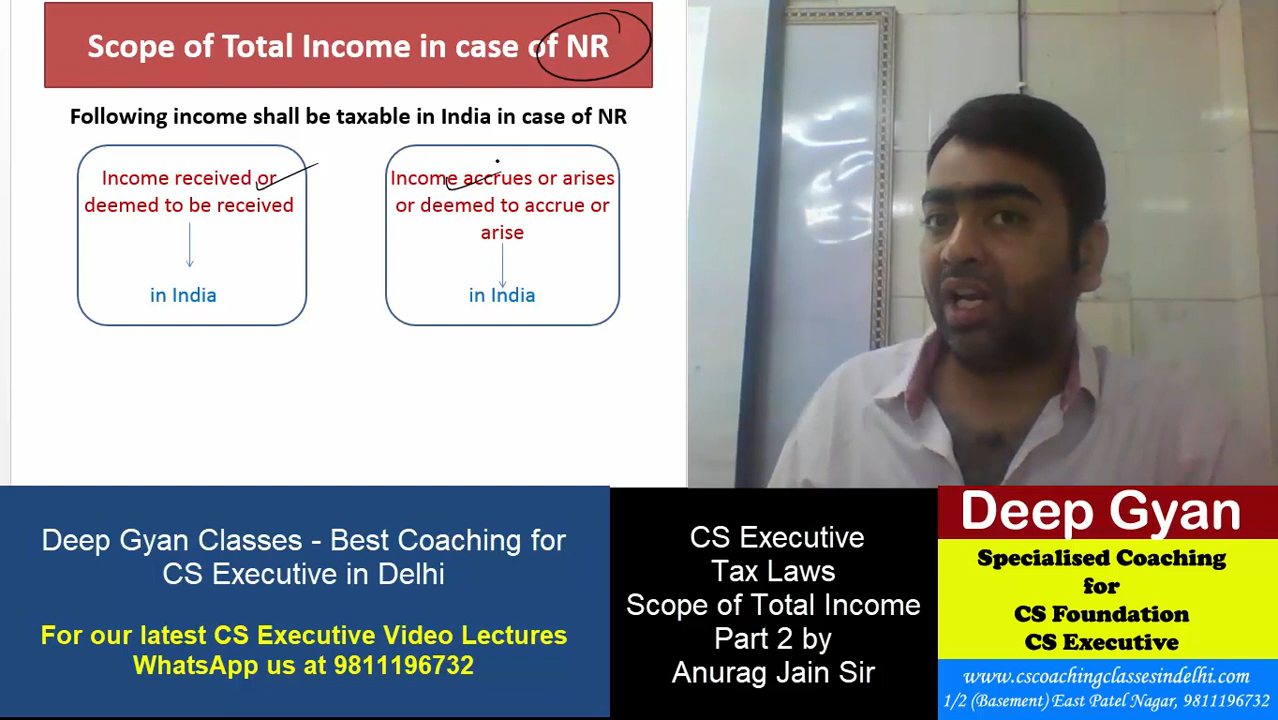 Scope of Total Income in case of NR
Following income shall be taxable in India in case of NR
Income received or
deemed to be received
in India
Income accrues or arises
or deemed to accrue or
arise
in India
Deep Gyan Classes - Best Coaching for
CS Executive in Delhi
For our latest CS Executive Video Lectures
WhatsApp us at 9811196732
CS Executive
Tax Laws
Scope of Total Income
Part 2 by
Anurag Jain Sir
Deep Gyan
Specialised Coaching
for
CS Foundation
CS Executive
www.cscoachingclassesindelhi.com
1/2 (Basement) East Patel Nagar, 9811196732